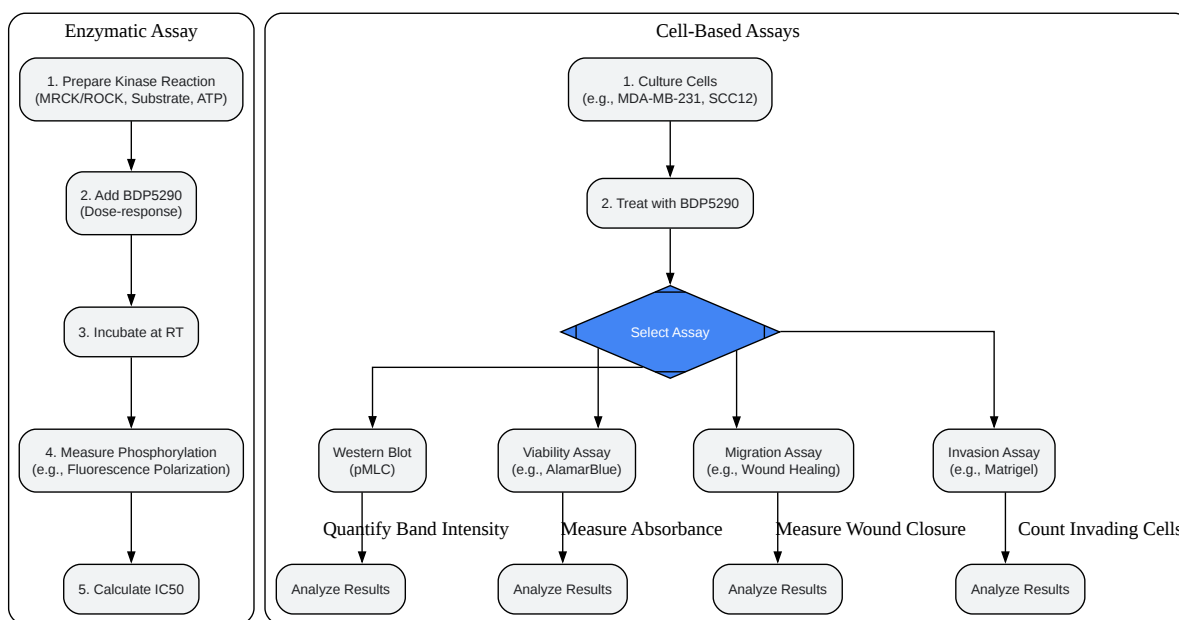 Enzymatic Assay
1. Prepare Kinase Reaction
(MRCK/ROCK, Substrate, ATP)
2. Add BDP5290
(Dose-response)
3. Incubate at RT
4. Measure Phosphorylation
(e.g., Fluorescence Polarization)
5. Calculate IC50
Cell-Based Assays
1. Culture Cells
(e.g., MDA-MB-231, SCC12)
2. Treat with BDP5290
Select Assay
Western Blot
(pMLC)
Viability Assay
(e.g., AlamarBlue)
Migration Assay
(e.g., Wound Healing)
Invasion Assay
(e.g., Matrigel)
Quantify Band Intensity
Measure Absorbance
Measure Wound Closure
Count Invading Cells
Analyze Results
Analyze Results
Analyze Results
Analyze Results